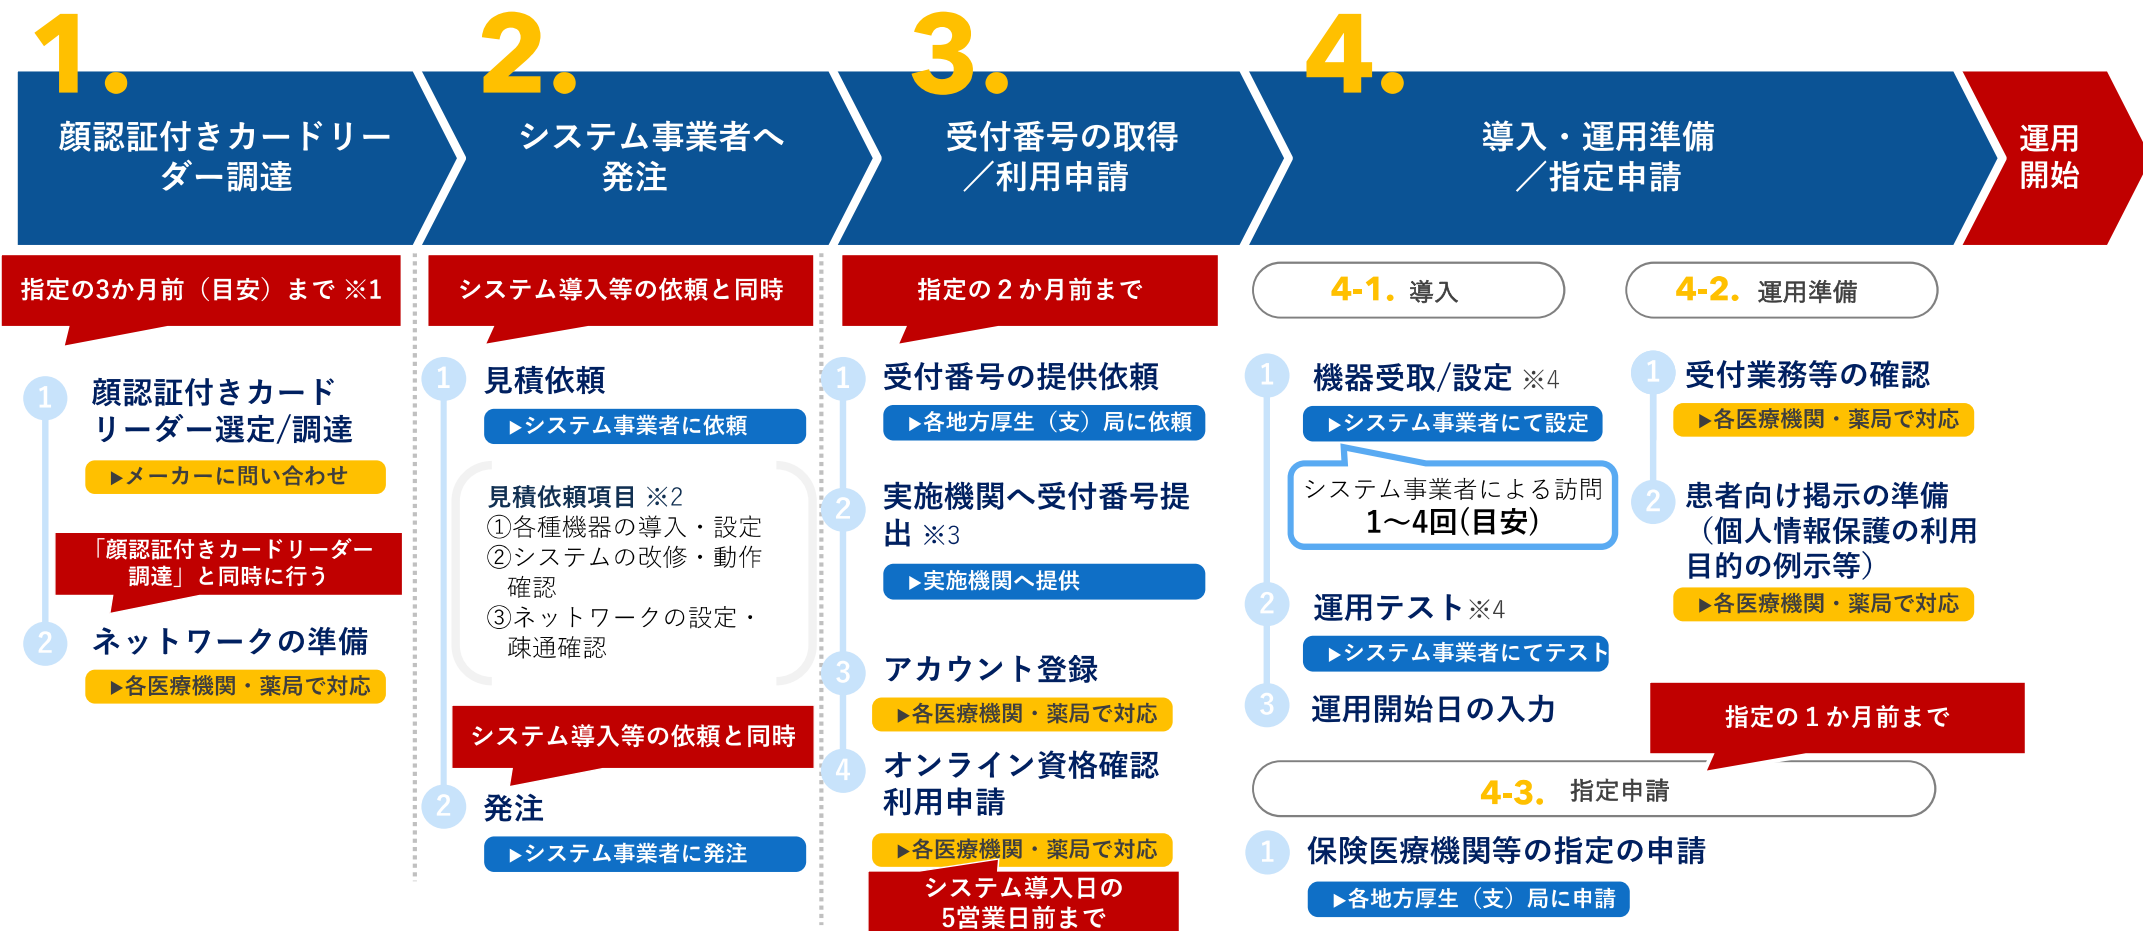 1.
顔認証付きカードリー
ダー調達
2.
システム事業者へ
発注
3.
受付番号の取得
／利用申請
4.
導入・運用準備
／指定申請
運用
開始
指定の3か月前（目安）まで ※1
1
顔認証付きカード
リーダー選定/調達
▶メーカーに問い合わせ
「顔認証付きカードリーダー
調達」と同時に行う
2
ネットワークの準備
▶各医療機関・薬局で対応
システム導入等の依頼と同時
1
見積依頼
▶システム事業者に依頼
見積依頼項目 ※2
①各種機器の導入・設定
②システムの改修・動作
確認
③ネットワークの設定・
疎通確認
システム導入等の依頼と同時
2
発注
▶システム事業者に発注
指定の２か月前まで
1
受付番号の提供依頼
▶各地方厚生（支）局に依頼
2
実施機関へ受付番号提
出 ※3
▶実施機関へ提供
3
アカウント登録
▶各医療機関・薬局で対応
4
オンライン資格確認
利用申請
▶各医療機関・薬局で対応
システム導入日の
5営業日前まで
4-1. 導入
1
機器受取/設定 ※4
▶システム事業者にて設定
システム事業者による訪問
1～4回(目安)
2
運用テスト※4
▶システム事業者にてテスト
3
運用開始日の入力
4-2. 運用準備
1
受付業務等の確認
▶各医療機関・薬局で対応
2
患者向け掲示の準備
（個人情報保護の利用
目的の例示等）
▶各医療機関・薬局で対応
指定の１か月前まで
4-3. 指定申請
1
保険医療機関等の指定の申請
▶各地方厚生（支）局に申請